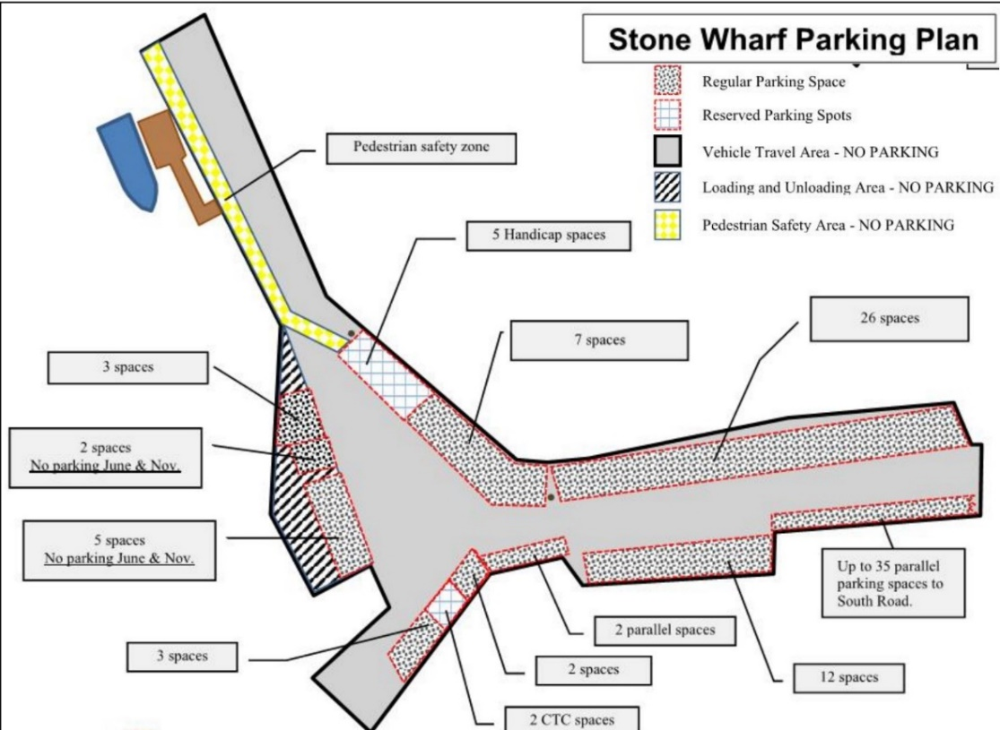 Stone Wharf Parking Plan
Regular Parking Space
Reserved Parking Spots
Vehicle Travel Area - NO PARKING
Loading and Unloading Area - NO PARKING
Pedestrian Safety Area - NO PARKING
Pedestrian safety zone
5 Handicap spaces
7 spaces
26 spaces
3 spaces
2 spaces
No parking June & Nov.
5 spaces
No parking June & Nov.
Up to 35 parallel
parking spaces to
South Road.
3 spaces
2 parallel spaces
2 spaces
12 spaces
2 CTC spaces